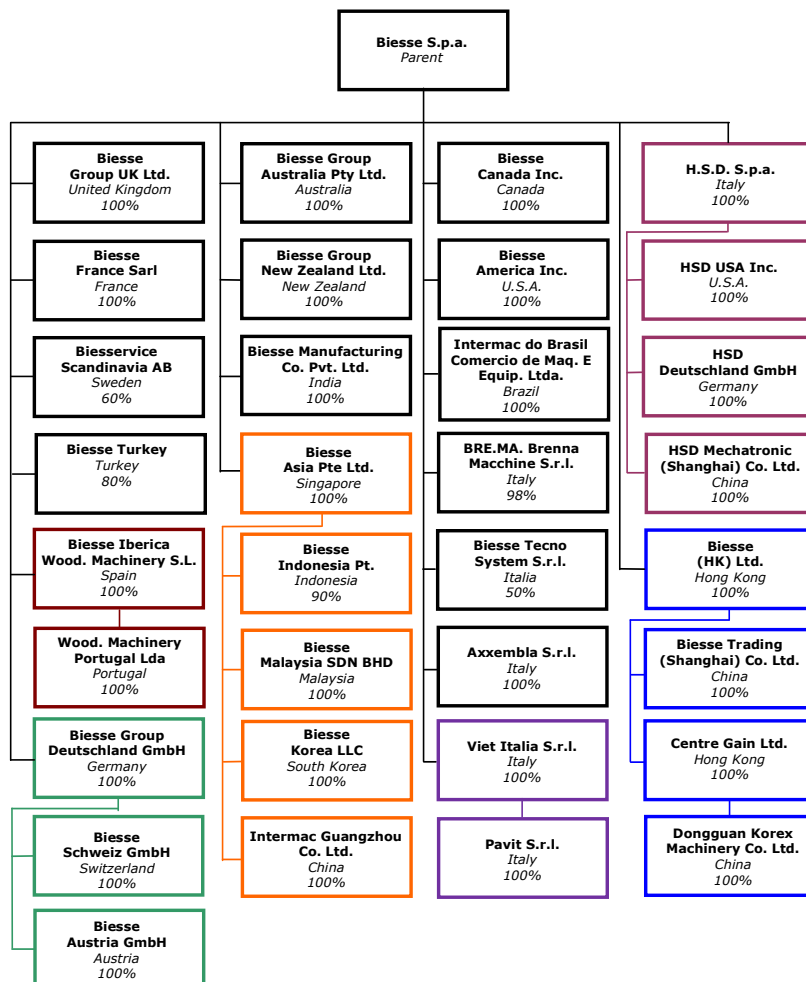 Biesse S.p.a.
Parent
Biesse
Group UK Ltd.
United Kingdom
100%
Biesse
France Sarl
France
100%
Biesservice
Scandinavia AB
Sweden
60%
Biesse Turkey
Turkey
80%
Biesse Iberica
Wood. Machinery S.L.
Spain
100%
Wood. Machinery
Portugal Lda
Portugal
100%
Biesse Group
Deutschland GmbH
Germany
100%
Biesse
Schweiz GmbH
Switzerland
100%
Biesse
Austria GmbH
Austria
100%
Biesse Group
Australia Pty Ltd.
Australia
100%
Biesse Group
New Zealand Ltd.
New Zealand
100%
Biesse Manufacturing
Co. Pvt. Ltd.
India
100%
Biesse
Asia Pte Ltd.
Singapore
100%
Biesse
Indonesia Pt.
Indonesia
90%
Biesse
Malaysia SDN BHD
Malaysia
100%
Biesse
Korea LLC
South Korea
100%
Intermac Guangzhou
Co. Ltd.
China
100%
Biesse
Canada Inc.
Canada
100%
Biesse
America Inc.
U.S.A.
100%
Intermac do Brasil
Comercio de Maq. E
Equip. Ltda.
Brazil
100%
BRE.MA. Brenna
Macchine S.r.l.
Italy
98%
Biesse Tecno
System S.r.l.
Italia
50%
Axxembla S.r.l.
Italy
100%
Viet Italia S.r.l.
Italy
100%
Pavit S.r.l.
Italy
100%
H.S.D. S.p.a.
Italy
100%
HSD USA Inc.
U.S.A.
100%
HSD
Deutschland GmbH
Germany
100%
HSD Mechatronic
(Shanghai) Co. Ltd.
China
100%
Biesse
(HK) Ltd.
Hong Kong
100%
Biesse Trading
(Shanghai) Co. Ltd.
China
100%
Centre Gain Ltd.
Hong Kong
100%
Dongguan Korex
Machinery Co. Ltd.
China
100%